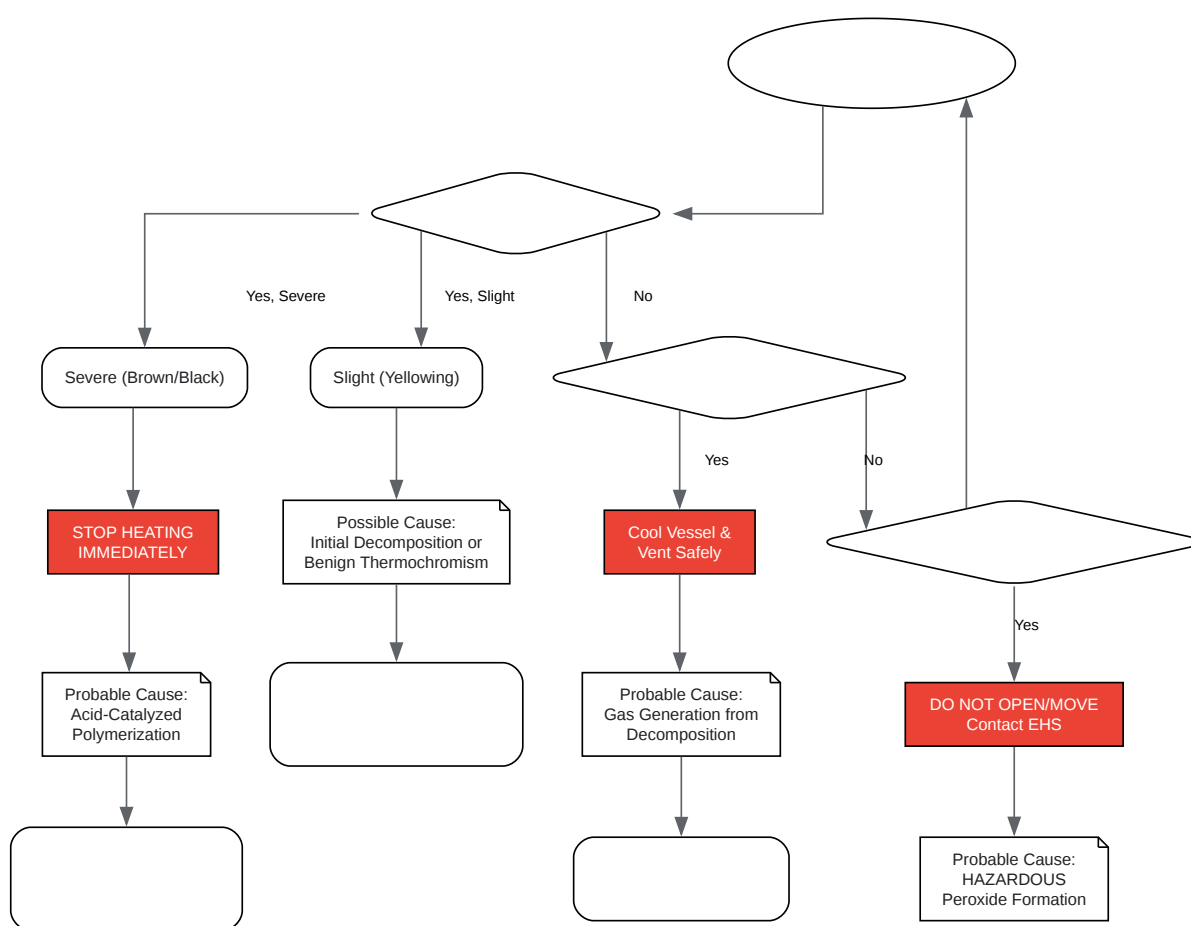 Yes, Severe
Yes, Slight
No
Severe (Brown/Black)
Slight (Yellowing)
Yes
No
STOP HEATING
IMMEDIATELY
Possible Cause:
Initial Decomposition or
Benign Thermochromism
Cool Vessel &
Vent Safely
Yes
Probable Cause:
Acid-Catalyzed
Polymerization
Probable Cause:
Gas Generation from
Decomposition
DO NOT OPEN/MOVE
Contact EHS
Probable Cause:
HAZARDOUS
Peroxide Formation